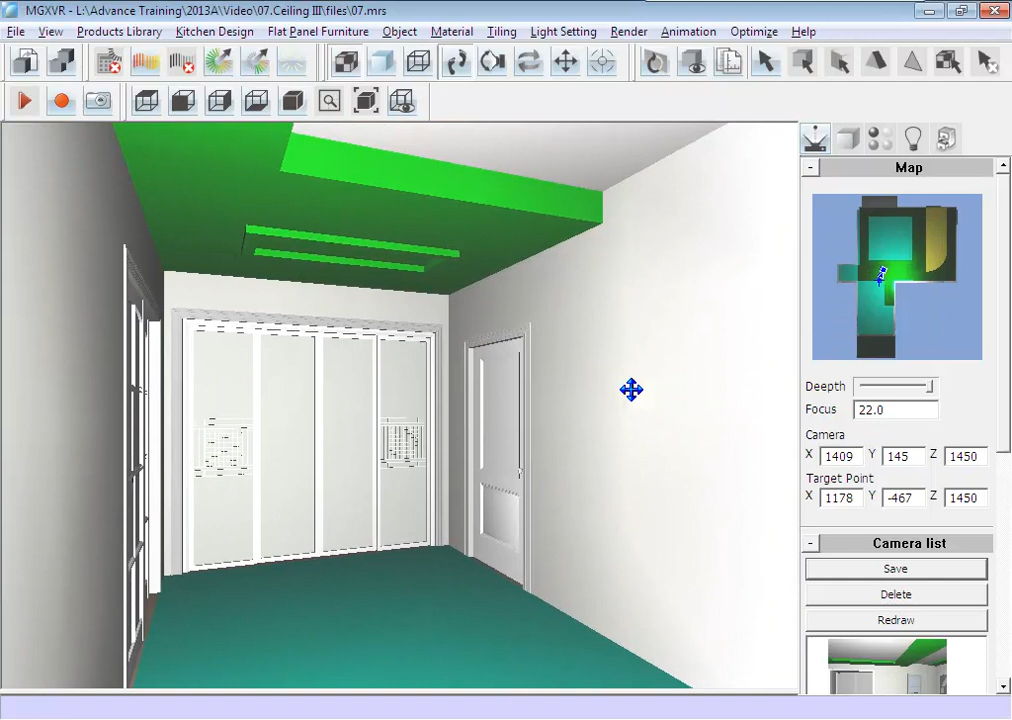 MGXVR - L:\Advance Training\2013A\Video\07.Ceiling III\files\07.mrs
File View Products Library Kitchen Design Flat Panel Furniture Object Material Tiling Light Setting Render Animation Optimize Help
- Map
Deepth
Focus 22.0
Camera
X 1409 Y 145 Z 1450
Target Point
X 1178 Y -467 Z 1450
- Camera list
Save
Delete
Redraw